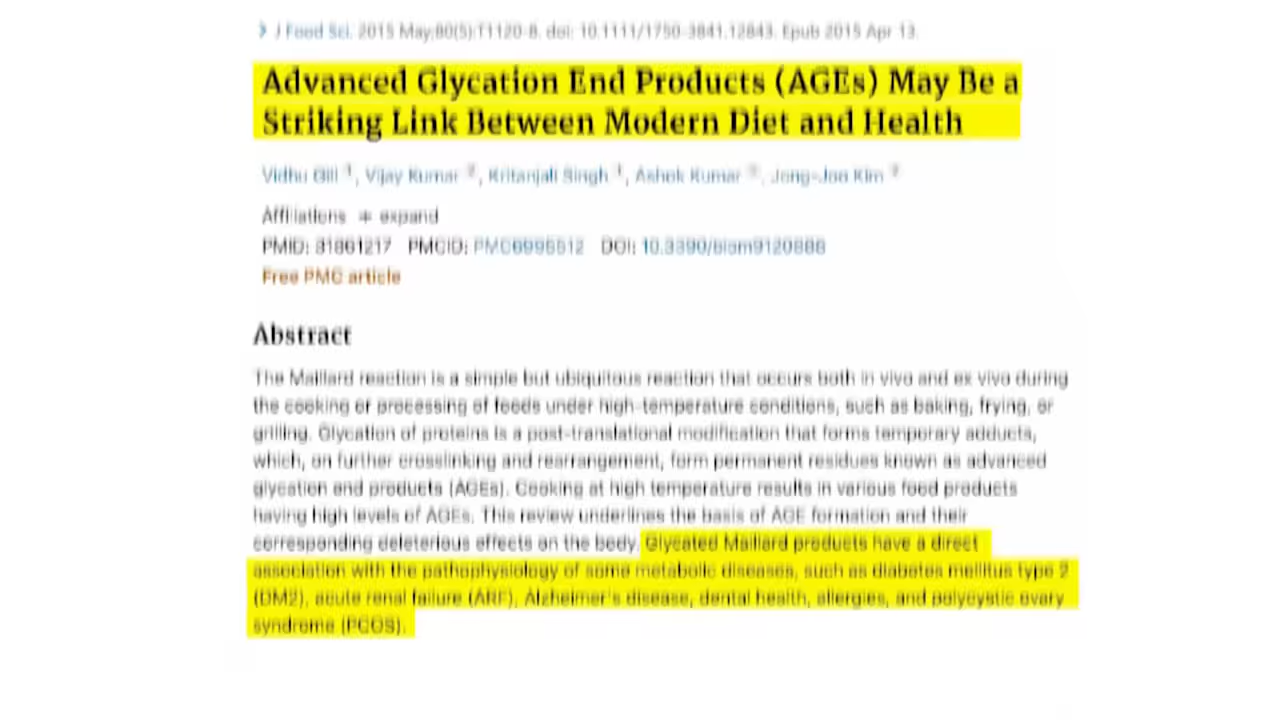 J Food Sci. 2015 May;80(5):T1120-8. doi: 10.1111/1750-3841.12843. Epub 2015 Apr 13.
Advanced Glycation End Products (AGEs) May Be a
Striking Link Between Modern Diet and Health
Vidhu Gill 1, Vijay Kumar 2, Kritanjali Singh 1, Ashok Kumar, Jong-Joo Kim 2
Affiliations + expand
PMID: 31861217 PMCID: DOI:
Free PMC article
Abstract
The Maillard reaction is a simple but ubiquitous reaction that occurs both in vivo and ex vivo during
the cooking or processing of foods under high-temperature conditions, such as baking, frying, or
grilling. Glycation of proteins is a post-translational modification that forms temporary adducts,
which, on further crosslinking and rearrangement, form permanent residues known as advanced
glycation end products (AGEs). Cooking at high temperature results in various food products
having high levels of AGEs. This review underlines the basis of AGE formation and their
corresponding deleterious effects on the body. Glycated Maillard products have a direct
association with the pathophysiology of some metabolic diseases, such as diabetes mellitus type 2
(DM2), acute renal failure (ARF), Alzheimer's disease, dental health, allergies, and polycystic ovary
syndrome (PCOS).